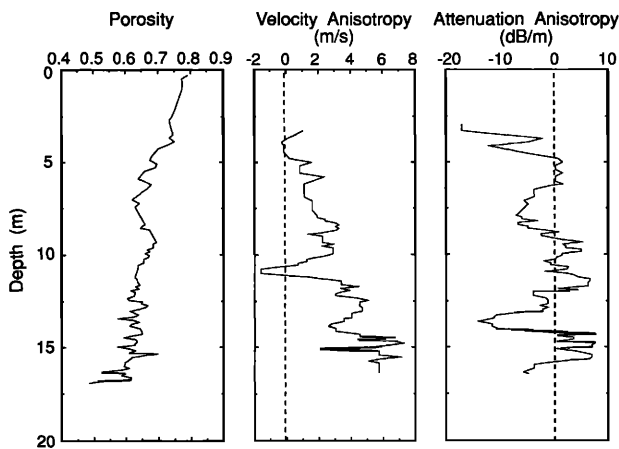 Porosity
Velocity Anisotropy
(m/s)
Attenuation Anisotropy
(dB/m)
0.4 0.5 0.6 0.7 0.8 0.9
-2 0 2 4 6 8
-20 -10 0 10
0
5
10
15
20
Depth (m)